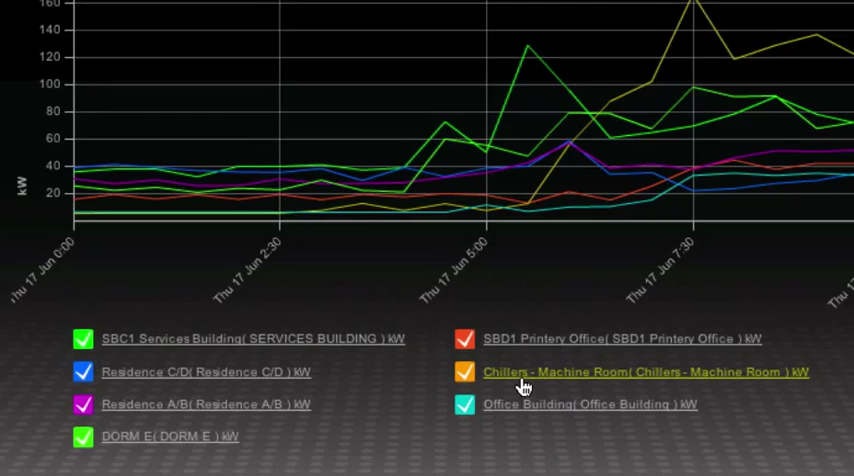 160
140
120
100
80
60
40
20
kW
Thu 17 Jun 0:00
Thu 17 Jun 2:30
Thu 17 Jun 5:00
Thu 17 Jun 7:30
SBC1 Services Building( SERVICES BUILDING ) kW
SBD1 Printery Office( SBD1 Printery Office ) kW
Residence C/D( Residence C/D ) kW
Chillers - Machine Room( Chillers - Machine Room ) kW
Residence A/B( Residence A/B ) kW
Office Building( Office Building ) kW
DORM E( DORM E ) kW